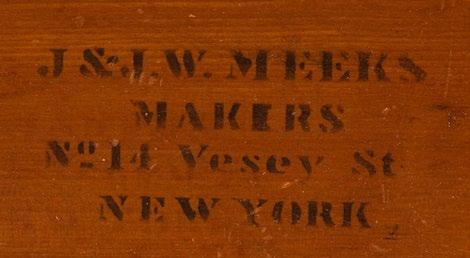 J & J.W. MEEKS
MAKERS
No 14 Vesey St
NEW YORK